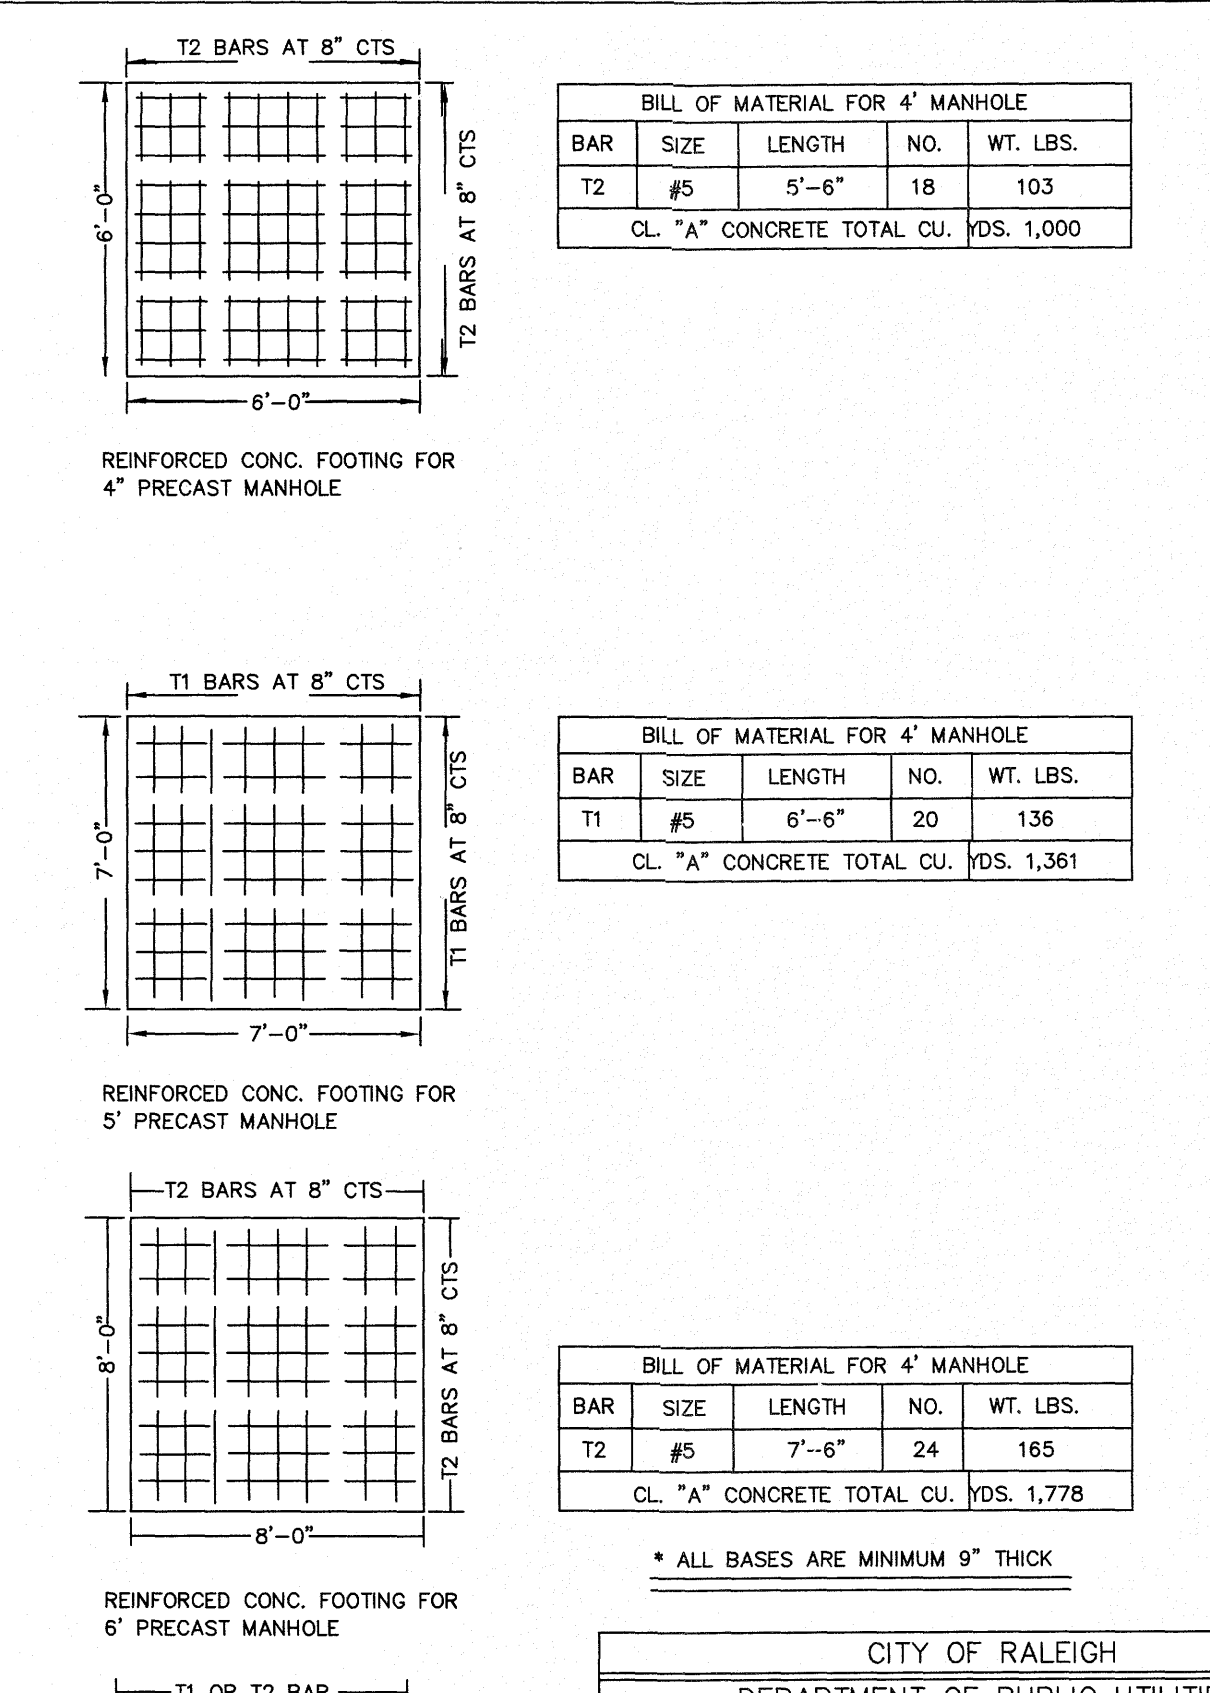 T2 BARS AT 8" CTS
6'-0"
T2 BARS AT 8" CTS
6'-0"
REINFORCED CONC. FOOTING FOR
4" PRECAST MANHOLE
BILL OF MATERIAL FOR 4' MANHOLE
BAR SIZE LENGTH NO. WT. LBS.
T2 #5 5'-6" 18 103
CL. "A" CONCRETE TOTAL CU. YDS. 1,000
T1 BARS AT 8" CTS
7'-0"
T1 BARS AT 8" CTS
7'-0"
REINFORCED CONC. FOOTING FOR
5' PRECAST MANHOLE
BILL OF MATERIAL FOR 4' MANHOLE
BAR SIZE LENGTH NO. WT. LBS.
T1 #5 6'-6" 20 136
CL. "A" CONCRETE TOTAL CU. YDS. 1,361
T2 BARS AT 8" CTS
8'-0"
T2 BARS AT 8" CTS
8'-0"
REINFORCED CONC. FOOTING FOR
6' PRECAST MANHOLE
BILL OF MATERIAL FOR 4' MANHOLE
BAR SIZE LENGTH NO. WT. LBS.
T2 #5 7'--6" 24 165
CL. "A" CONCRETE TOTAL CU. YDS. 1,778
* ALL BASES ARE MINIMUM 9" THICK
T1 OR T2 BAR
CITY OF RALEIGH
DEPARTMENT OF PUBLIC